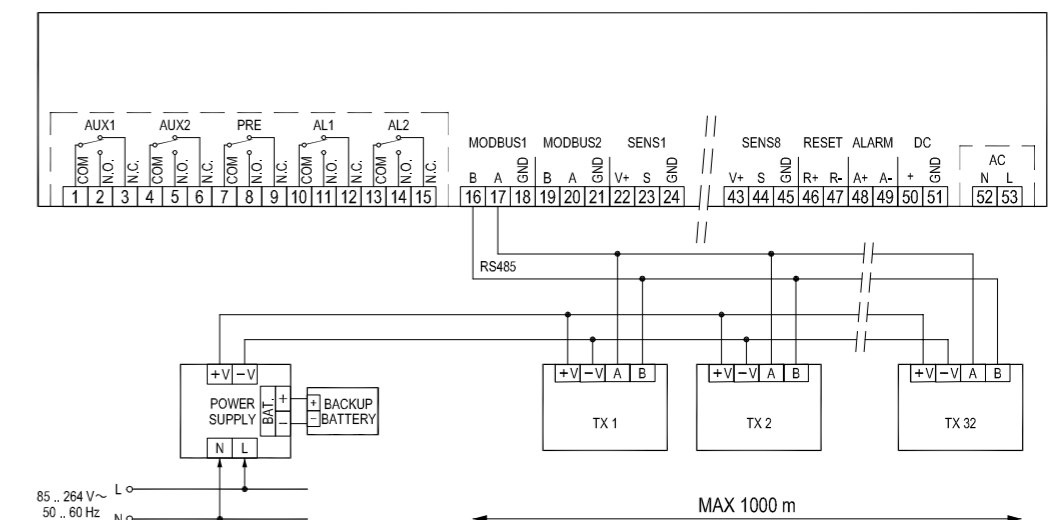 AUX1 AUX2 PRE AL1 AL2
COM N.O. N.C. COM N.O. N.C. COM N.O. N.C. COM N.O. N.C. COM N.O. N.C.
MODBUS1 MODBUS2 SENS1 SENS8 RESET ALARM DC AC
B A GND B A GND V+ S GND V+ S GND R+ R- A+ A- + GND N L
1 2 3 4 5 6 7 8 9 10 11 12 13 14 15 16 17 18 19 20 21 22 23 24 43 44 45 46 47 48 49 50 51 52 53
RS485
+V −V
POWER SUPPLY
BAT.
+
−
+ BACKUP
− BATTERY
N L
+V −V A B
TX 1
+V −V A B
TX 2
+V −V A B
TX 32
85 .. 264 V~ L
50 .. 60 Hz N
MAX 1000 m